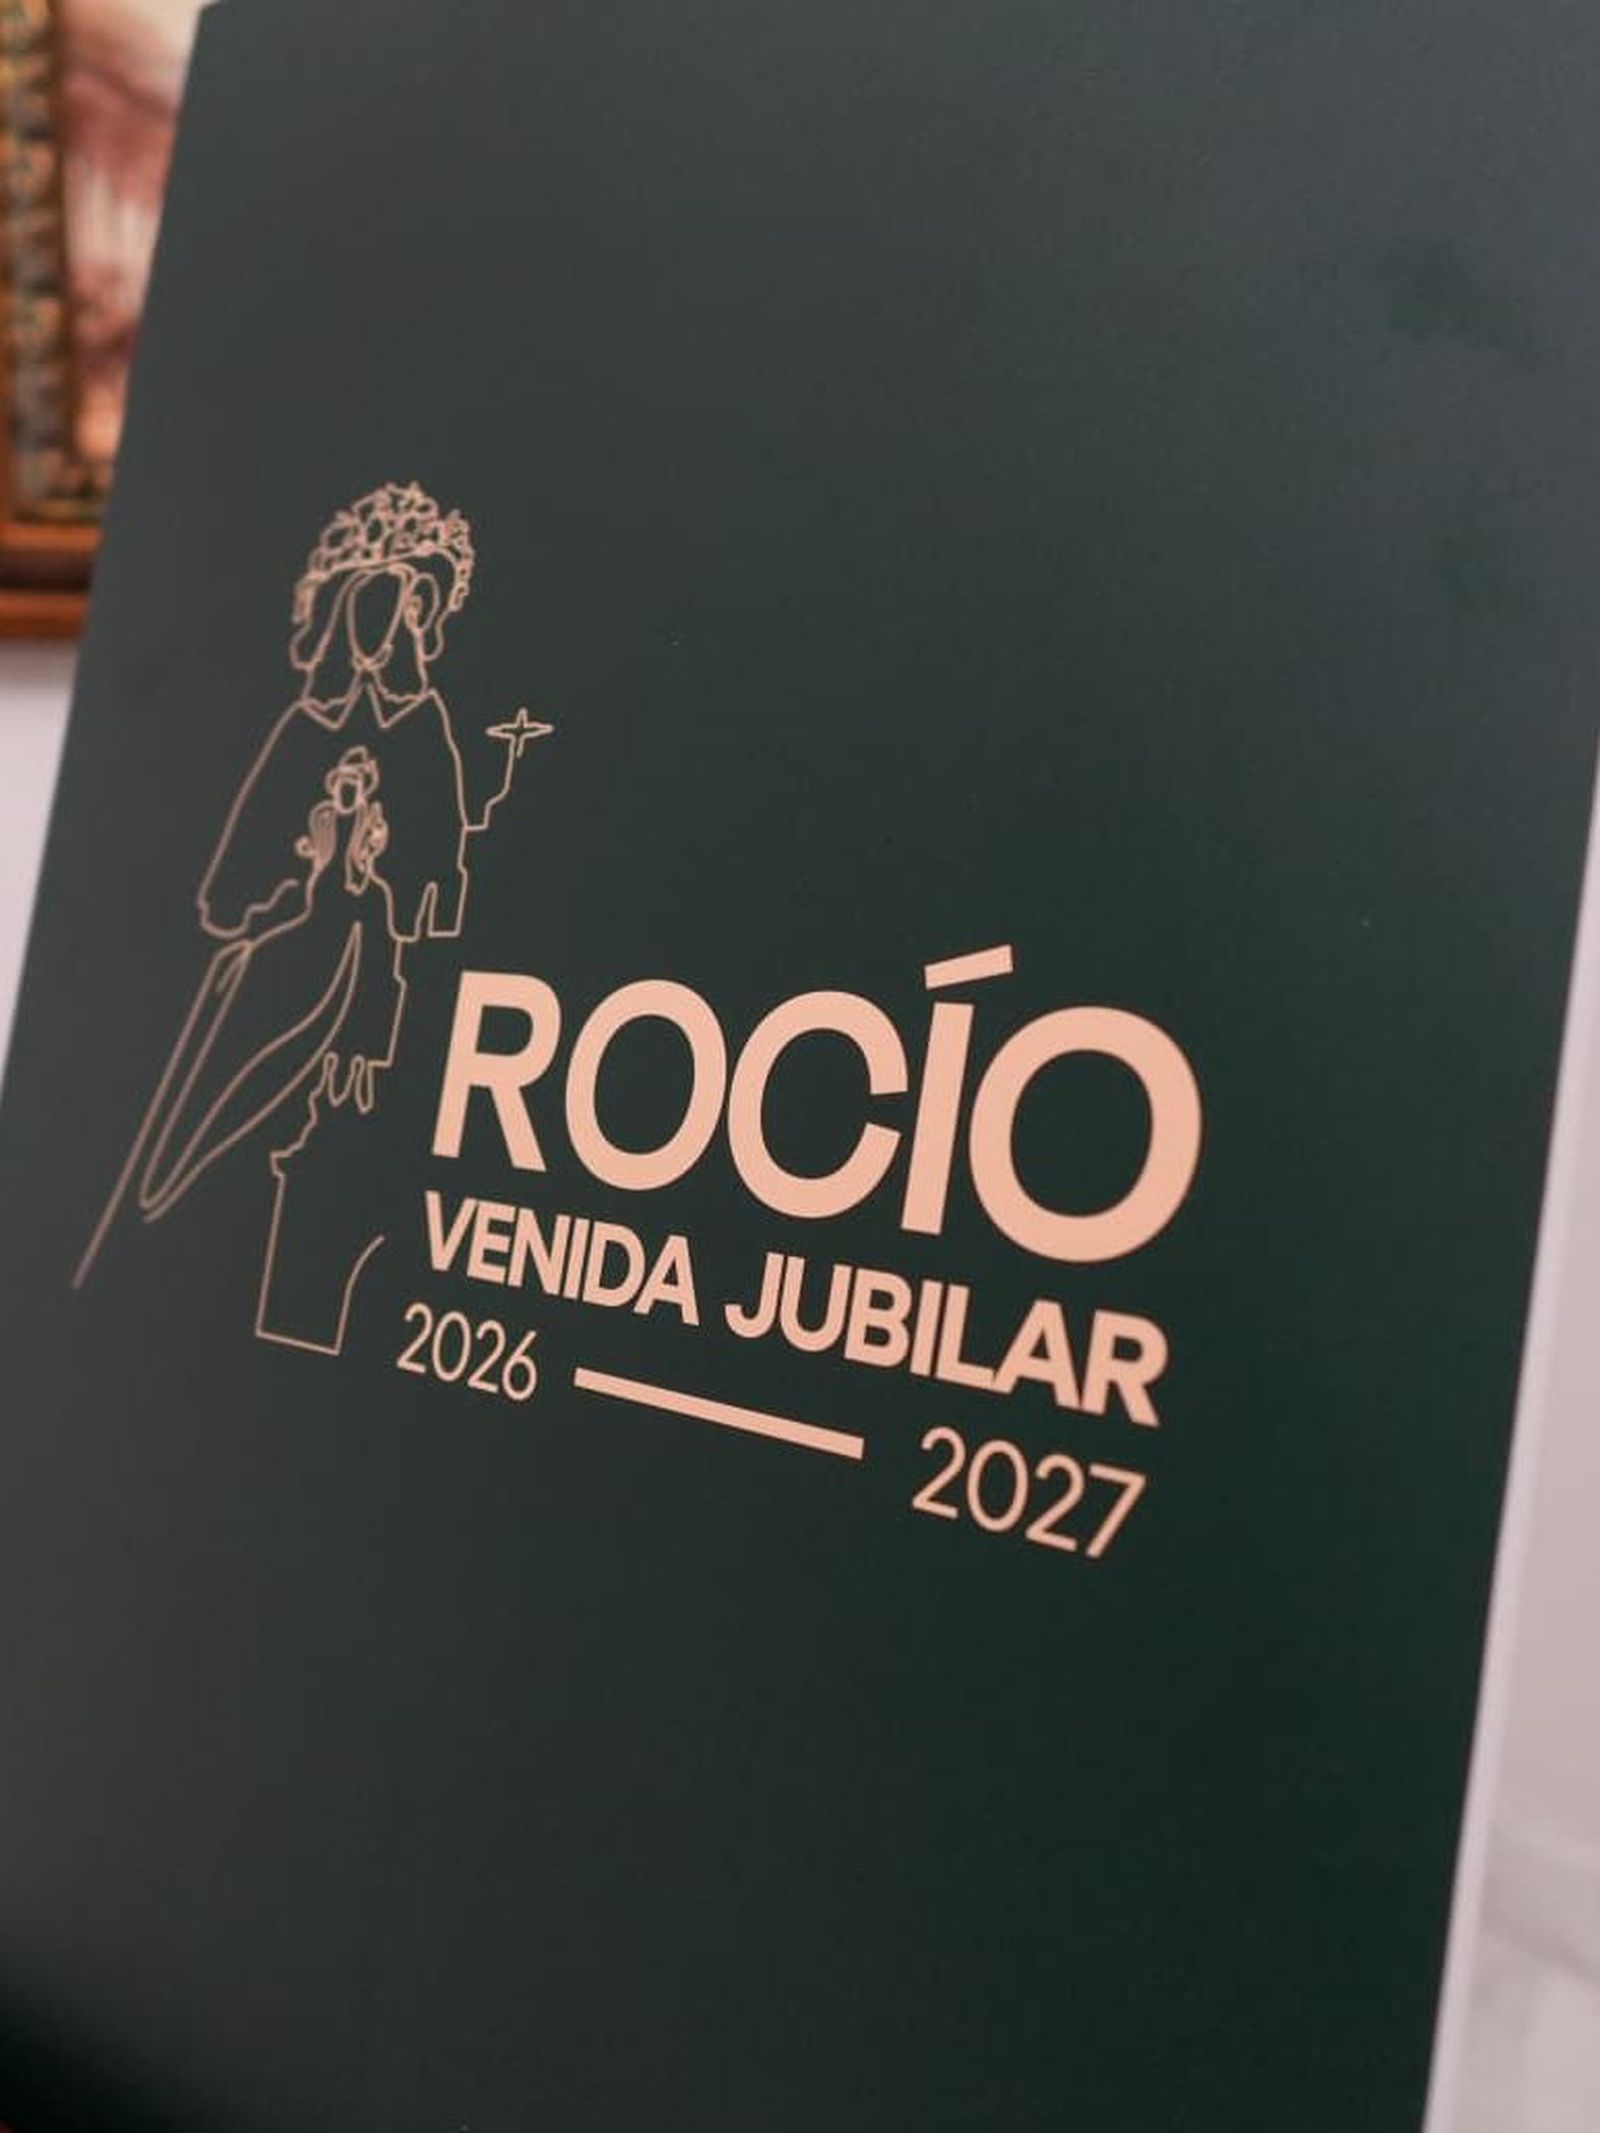 ROCÍO
VENIDA JUBILAR
2026 — 2027